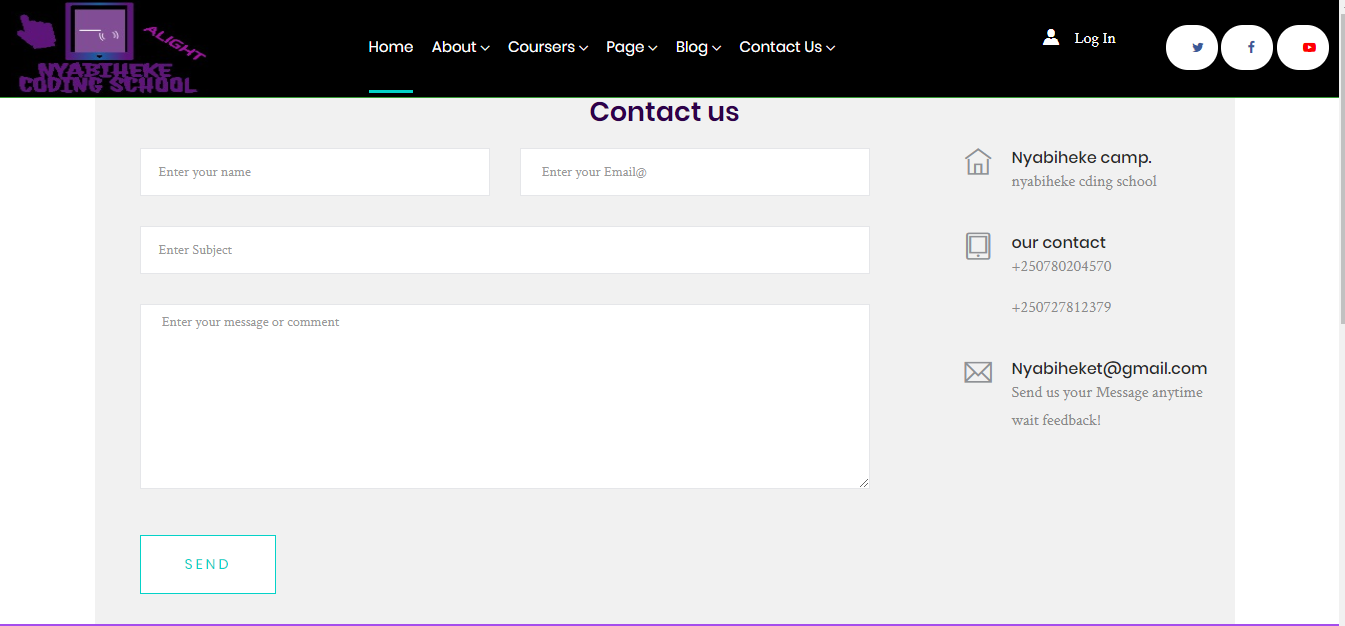 ALIGHT
NYABIHEKE
CODING SCHOOL
Home About Coursers Page Blog Contact Us
Log In
Contact us
Enter your name
Enter your Email@
Enter Subject
Enter your message or comment
SEND
Nyabiheke camp.
nyabiheke cding school
our contact
+250780204570
+250727812379
Nyabiheket@gmail.com
Send us your Message anytime
wait feedback!